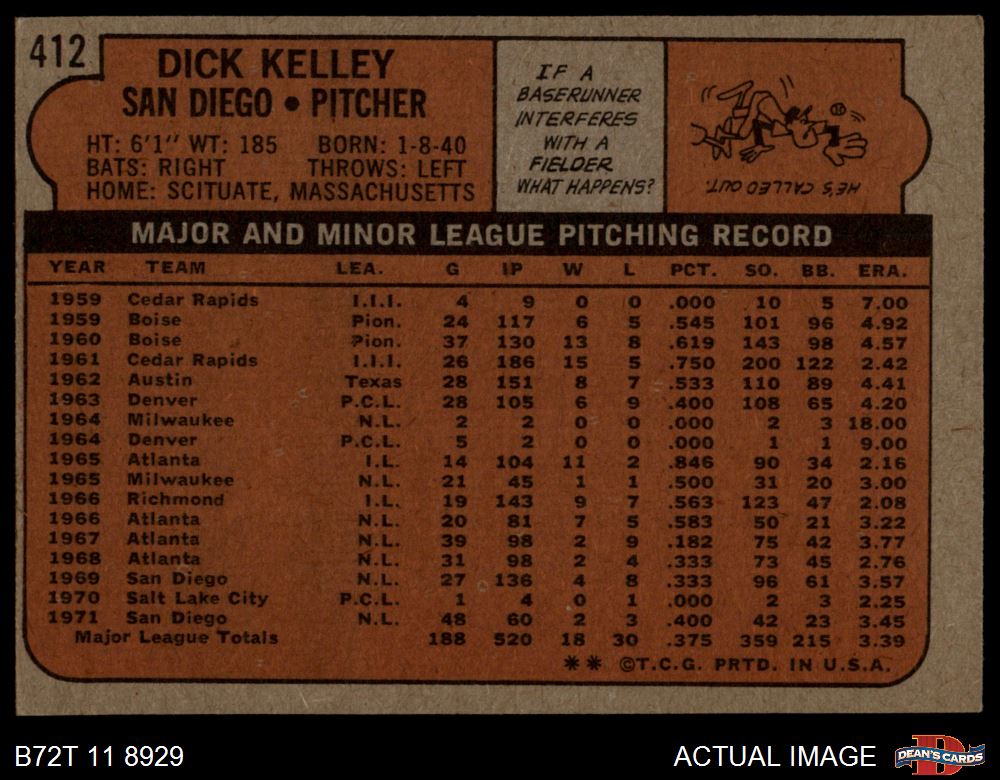 412
DICK KELLEY
SAN DIEGO • PITCHER
HT: 6'1" WT: 185 BORN: 1-8-40
BATS: RIGHT THROWS: LEFT
HOME: SCITUATE, MASSACHUSETTS
IF A
BASERUNNER
INTERFERES
WITH A
FIELDER
WHAT HAPPENS?
HE'S CALLED OUT
MAJOR AND MINOR LEAGUE PITCHING RECORD
YEAR TEAM LEA. G IP W L PCT. SO. BB. ERA.
1959 Cedar Rapids I.I.I. 4 9 0 0 .000 10 5 7.00
1959 Boise Pion. 24 117 6 5 .545 101 96 4.92
1960 Boise Pion. 37 130 13 8 .619 143 98 4.57
1961 Cedar Rapids I.I.I. 26 186 15 5 .750 200 122 2.42
1962 Austin Texas 28 151 8 7 .533 110 89 4.41
1963 Denver P.C.L. 28 105 6 9 .400 108 65 4.20
1964 Milwaukee N.L. 2 2 0 0 .000 2 3 18.00
1964 Denver P.C.L. 5 2 0 0 .000 1 1 9.00
1965 Atlanta I.L. 14 104 11 2 .846 90 34 2.16
1965 Milwaukee N.L. 21 45 1 1 .500 31 20 3.00
1966 Richmond I.L. 19 143 9 7 .563 123 47 2.08
1966 Atlanta N.L. 20 81 7 5 .583 50 21 3.22
1967 Atlanta N.L. 39 98 2 9 .182 75 42 3.77
1968 Atlanta N.L. 31 98 2 4 .333 73 45 2.76
1969 San Diego N.L. 27 136 4 8 .333 96 61 3.57
1970 Salt Lake City P.C.L. 1 4 0 1 .000 2 3 2.25
1971 San Diego N.L. 48 60 2 3 .400 42 23 3.45
Major League Totals 188 520 18 30 .375 359 215 3.39
** ©T.C.G. PRTD. IN U.S.A.
B72T 11 8929
ACTUAL IMAGE
DEAN'S CARDS